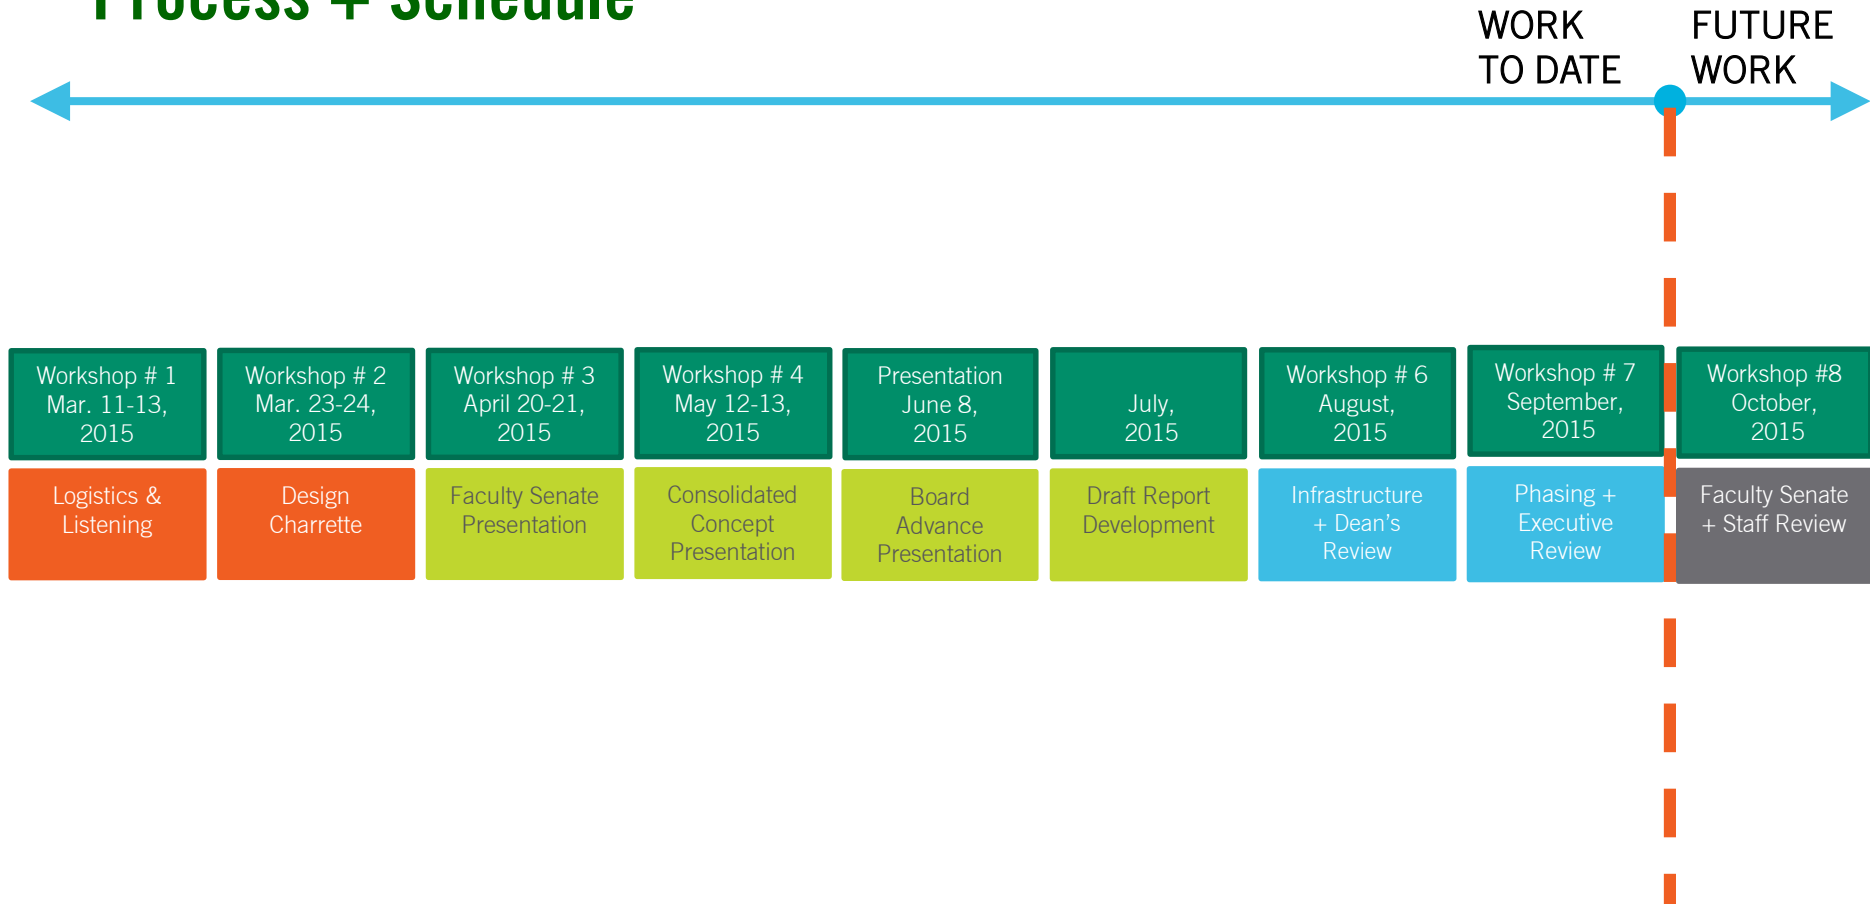 Process + Schedule
WORK
TO DATE
FUTURE
WORK
Workshop # 1
Mar. 11-13,
2015
Workshop # 2
Mar. 23-24,
2015
Workshop # 3
April 20-21,
2015
Workshop # 4
May 12-13,
2015
Presentation
June 8,
2015
July,
2015
Workshop # 6
August,
2015
Workshop # 7
September,
2015
Workshop #8
October,
2015
Logistics &
Listening
Design
Charrette
Faculty Senate
Presentation
Consolidated
Concept
Presentation
Board
Advance
Presentation
Draft Report
Development
Infrastructure
+ Dean's
Review
Phasing +
Executive
Review
Faculty Senate
+ Staff Review